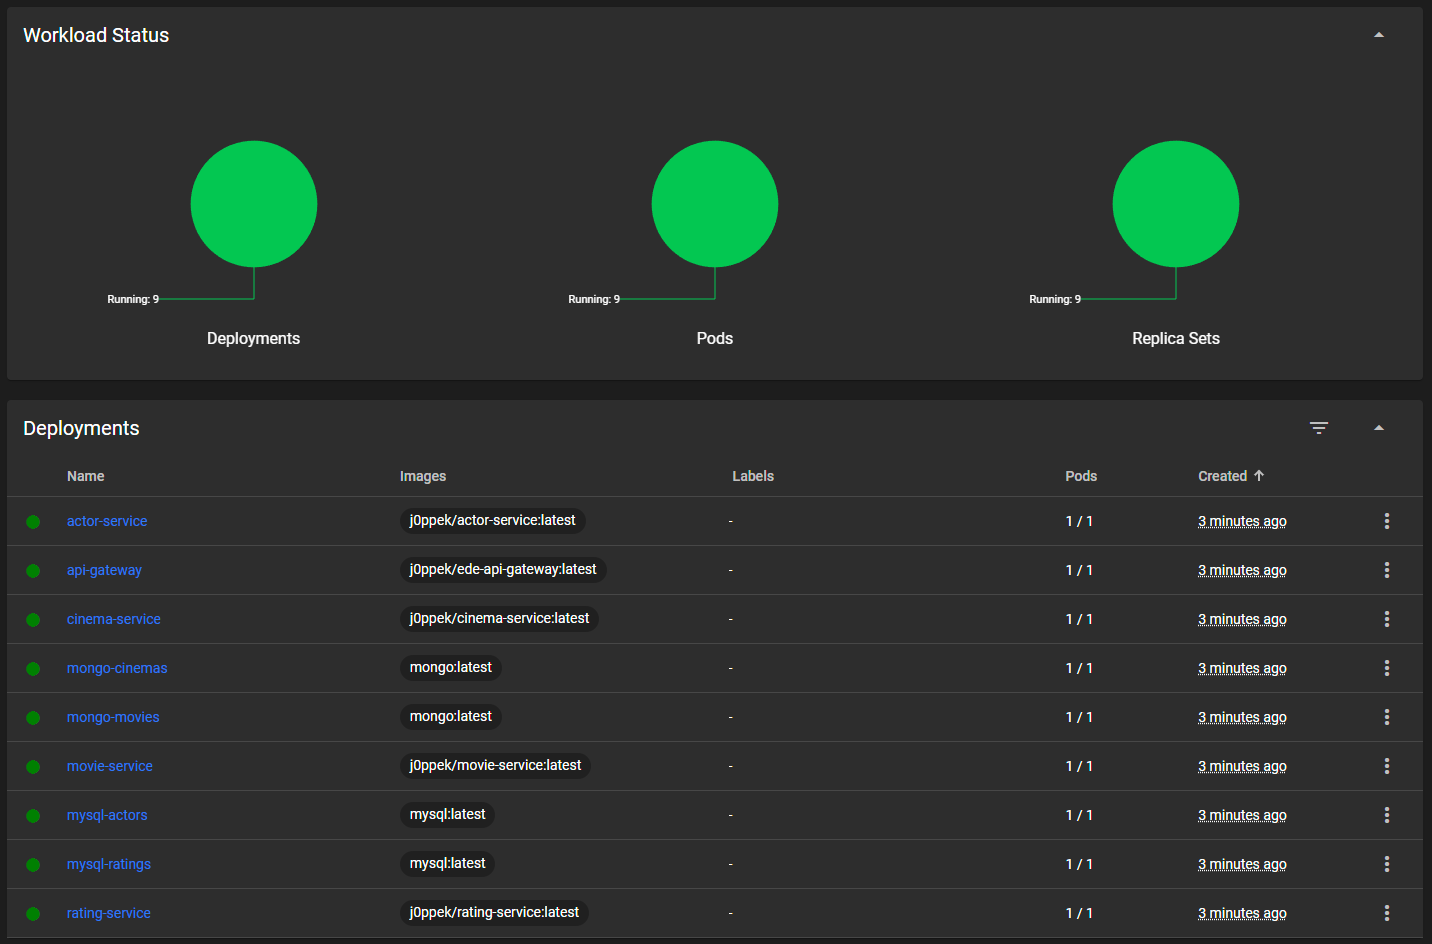 Workload Status
Running: 9 Running: 9 Running: 9
Deployments Pods Replica Sets
Deployments
Name Images Labels Pods Created
actor-service j0ppek/actor-service:latest - 1 / 1 3 minutes ago
api-gateway j0ppek/ede-api-gateway:latest - 1 / 1 3 minutes ago
cinema-service j0ppek/cinema-service:latest - 1 / 1 3 minutes ago
mongo-cinemas mongo:latest - 1 / 1 3 minutes ago
mongo-movies mongo:latest - 1 / 1 3 minutes ago
movie-service j0ppek/movie-service:latest - 1 / 1 3 minutes ago
mysql-actors mysql:latest - 1 / 1 3 minutes ago
mysql-ratings mysql:latest - 1 / 1 3 minutes ago
rating-service j0ppek/rating-service:latest - 1 / 1 3 minutes ago